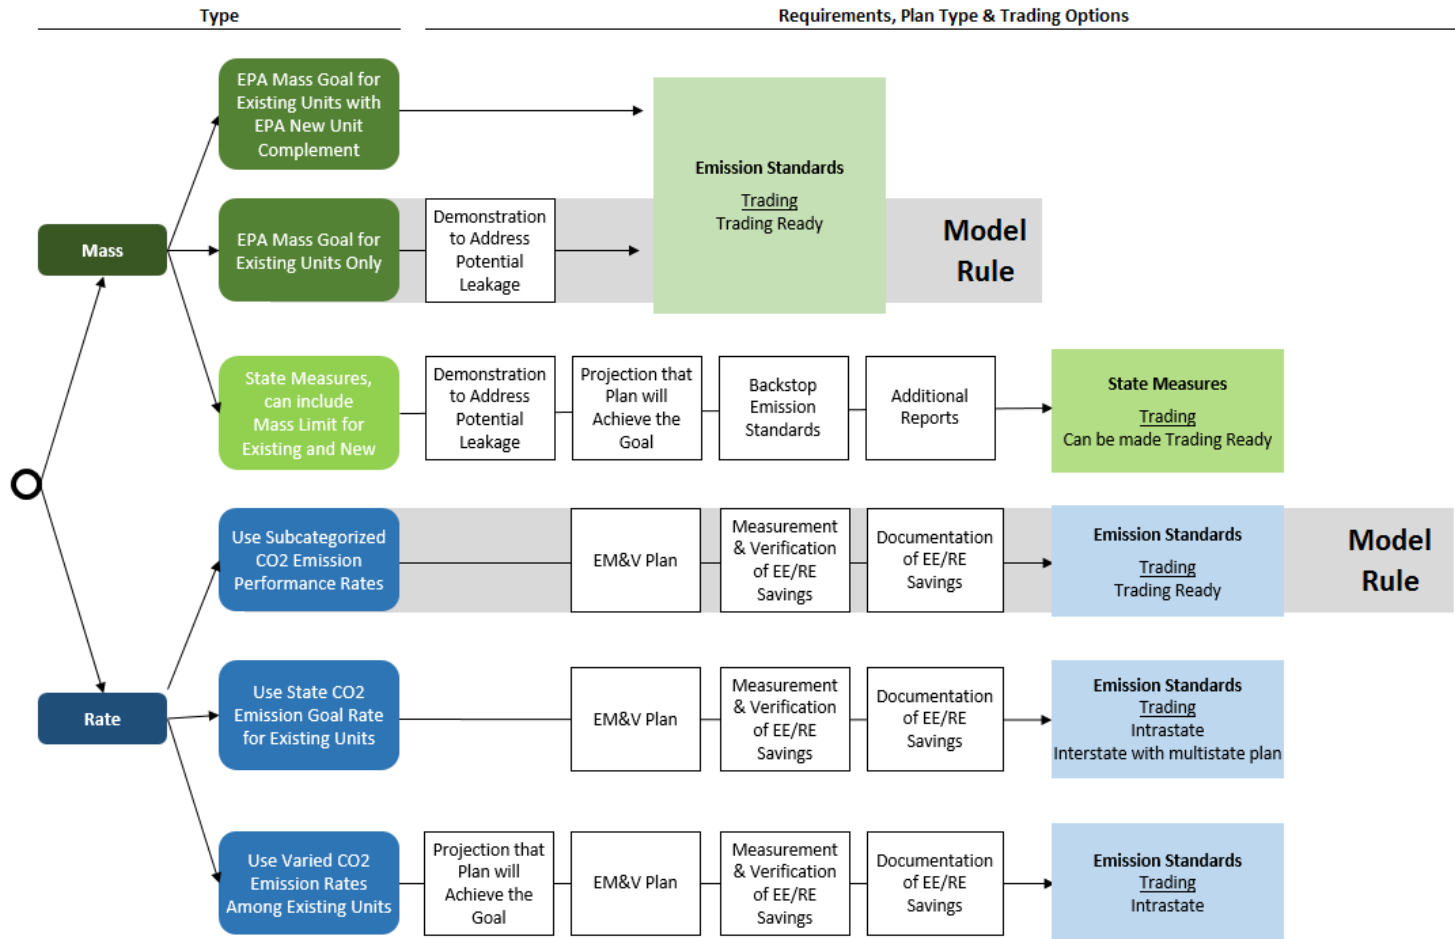 Type
Requirements, Plan Type & Trading Options
EPA Mass Goal for
Existing Units with
EPA New Unit
Complement
Emission Standards
Trading
Trading Ready
Mass
EPA Mass Goal for
Existing Units Only
Demonstration
to Address
Potential
Leakage
Model
Rule
State Measures,
can include
Mass Limit for
Existing and New
Demonstration
to Address
Potential
Leakage
Projection that
Plan will
Achieve the
Goal
Backstop
Emission
Standards
Additional
Reports
State Measures
Trading
Can be made Trading Ready
Use Subcategorized
CO2 Emission
Performance Rates
EM&V Plan
Measurement
& Verification
of EE/RE
Savings
Documentation
of EE/RE
Savings
Emission Standards
Trading
Trading Ready
Model
Rule
Rate
Use State CO2
Emission Goal Rate
for Existing Units
EM&V Plan
Measurement
& Verification
of EE/RE
Savings
Documentation
of EE/RE
Savings
Emission Standards
Trading
Intrastate
Interstate with multistate plan
Use Varied CO2
Emission Rates
Among Existing Units
Projection that
Plan will
Achieve the
Goal
EM&V Plan
Measurement
& Verification
of EE/RE
Savings
Documentation
of EE/RE
Savings
Emission Standards
Trading
Intrastate